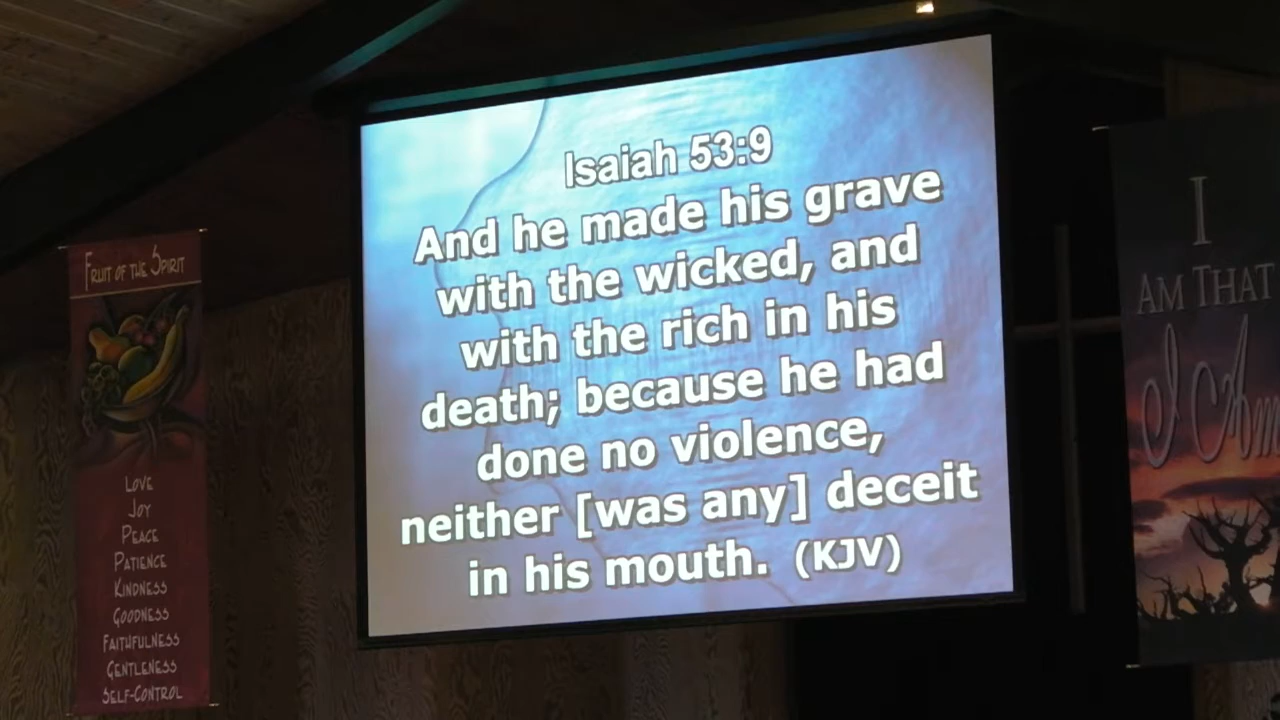 FRUIT OF THE SPIRIT
LOVE
JOY
PEACE
PATIENCE
KINDNESS
GOODNESS
FAITHFULNESS
GENTLENESS
SELF-CONTROL
Isaiah 53:9
And he made his grave
with the wicked, and
with the rich in his
death; because he had
done no violence,
neither [was any] deceit
in his mouth. (KJV)
I
AM THAT
I Am